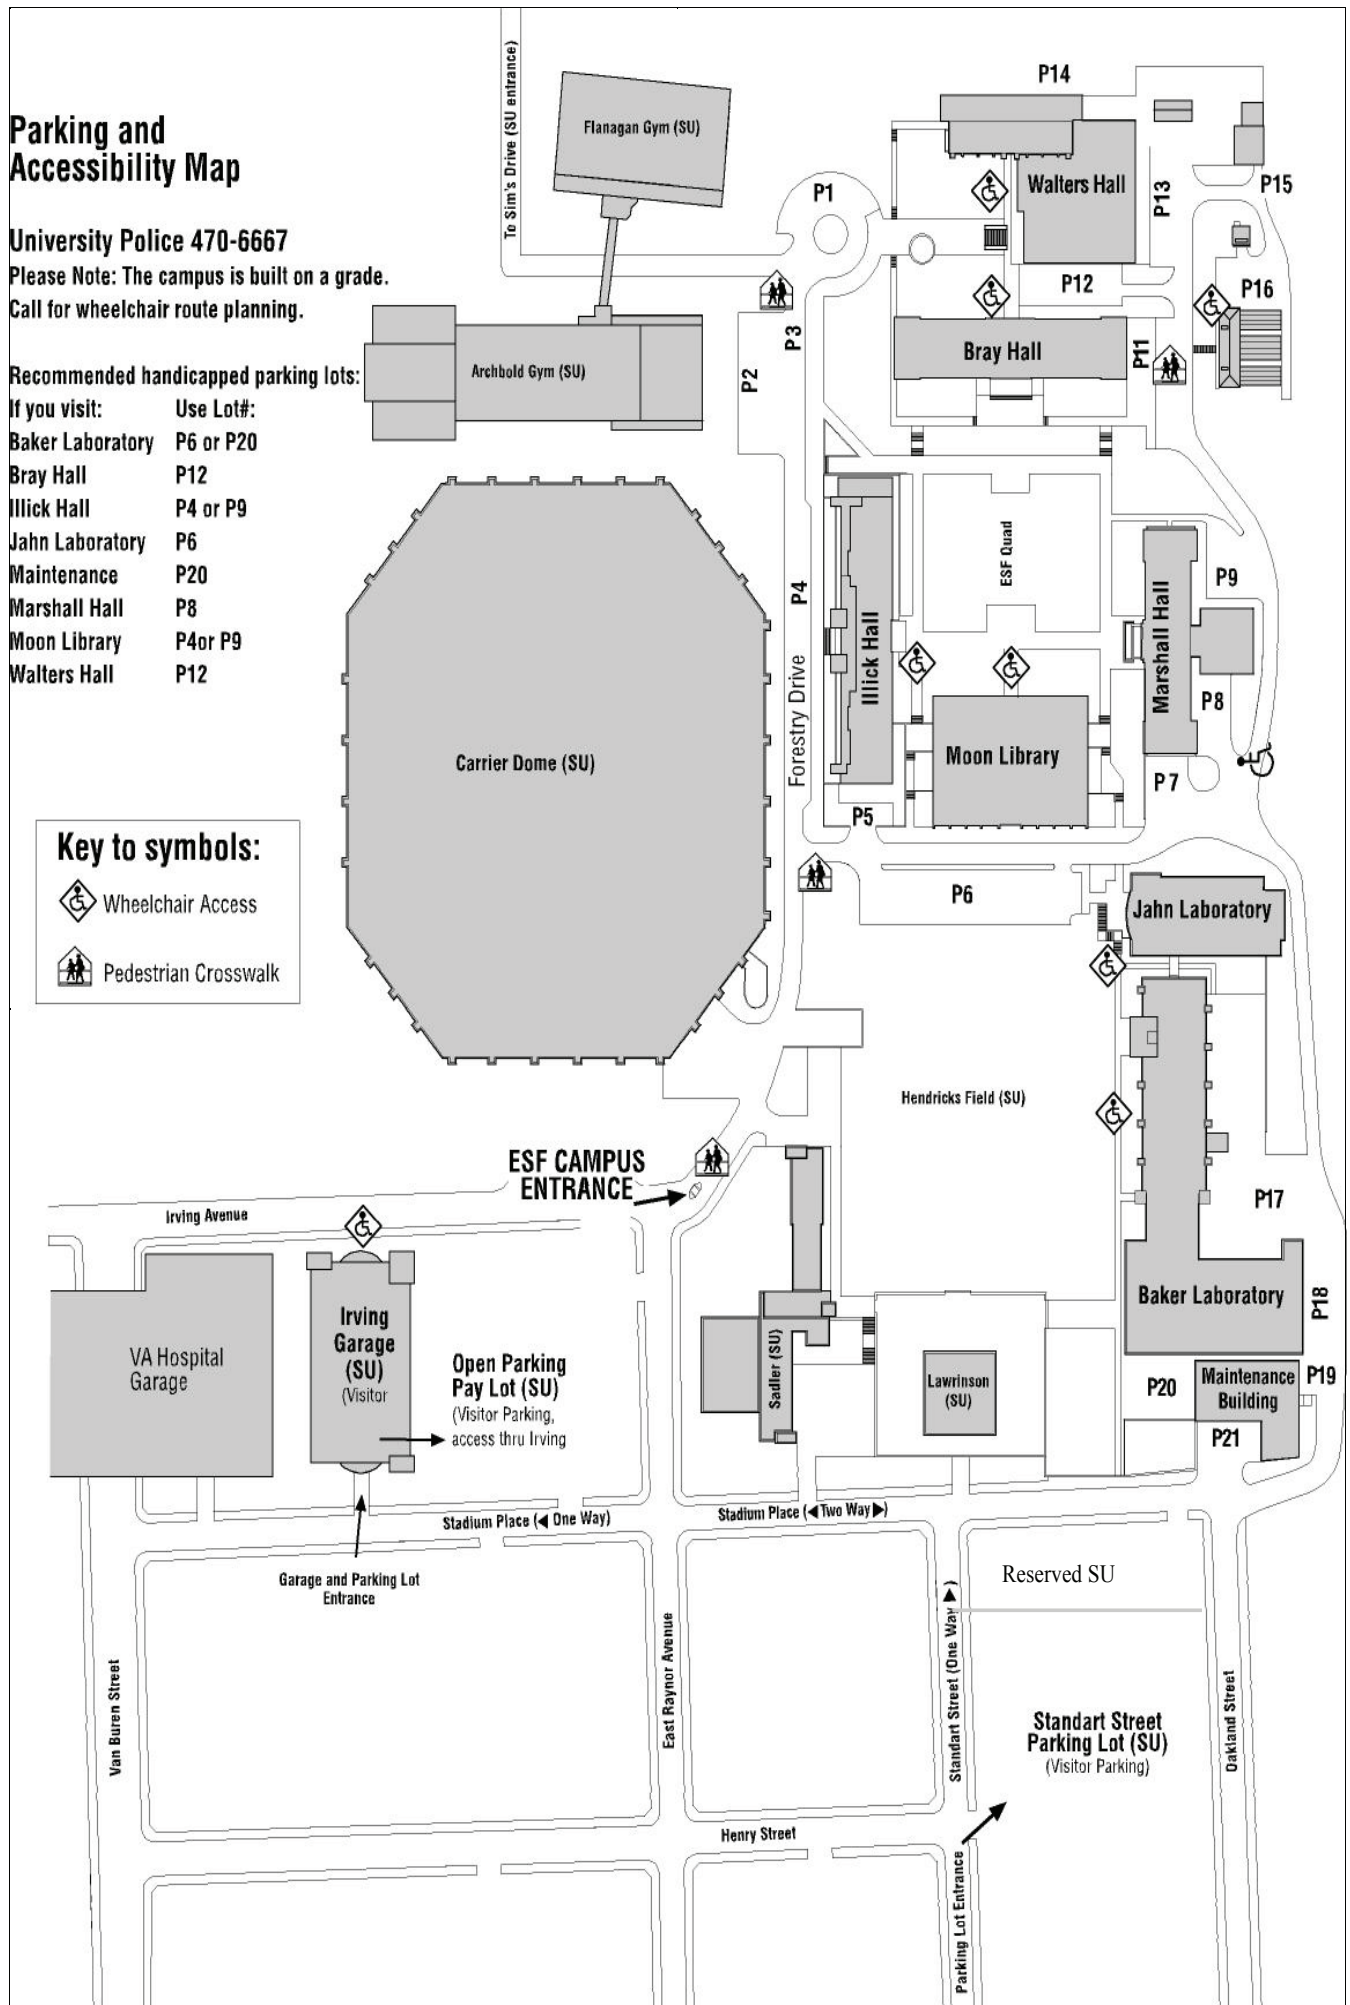 Parking and
Accessibility Map
University Police 470-6667
Please Note: The campus is built on a grade.
Call for wheelchair route planning.
Recommended handicapped parking lots:
If you visit: Use Lot#:
Baker Laboratory P6 or P20
Bray Hall P12
Illick Hall P4 or P9
Jahn Laboratory P6
Maintenance P20
Marshall Hall P8
Moon Library P4or P9
Walters Hall P12
Key to symbols:
Wheelchair Access
Pedestrian Crosswalk
To Sim's Drive (SU entrance)
Flanagan Gym (SU)
Archbold Gym (SU)
P14
Walters Hall
P13
P15
P1
P12
P16
P3
P2
Bray Hall
P11
ESF Quad
P4
Forestry Drive
Illick Hall
Marshall Hall
P9
P8
Carrier Dome (SU)
Moon Library
P7
P5
P6
Jahn Laboratory
Hendricks Field (SU)
ESF CAMPUS
ENTRANCE
P17
Irving Avenue
Baker Laboratory
P18
VA Hospital
Garage
Irving
Garage
(SU)
(Visitor
Open Parking
Pay Lot (SU)
(Visitor Parking,
access thru Irving
Sadler (SU)
Lawrinson
(SU)
P20
Maintenance
Building
P19
P21
Stadium Place (◀ One Way)
Stadium Place (◀ Two Way ▶)
Garage and Parking Lot
Entrance
Reserved SU
Van Buren Street
East Raynor Avenue
Standart Street (One Way ▶)
Oakland Street
Standart Street
Parking Lot (SU)
(Visitor Parking)
Henry Street
Parking Lot Entrance